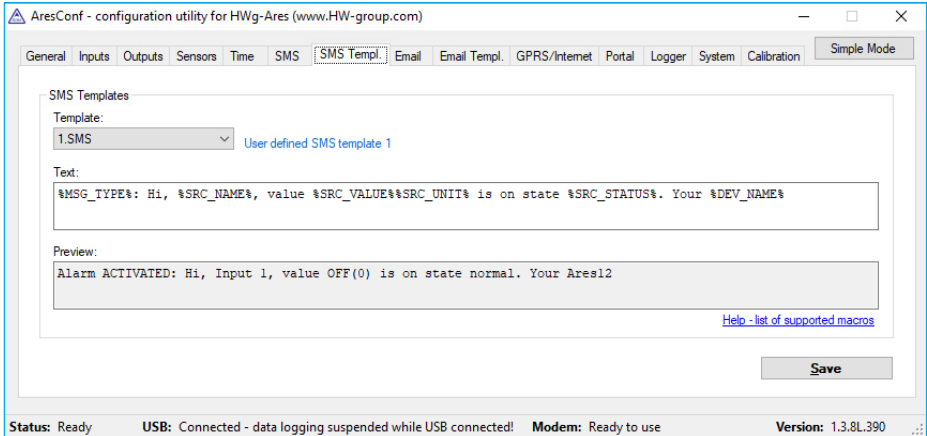 AresConf - configuration utility for HWg-Ares (www.HW-group.com)
General Inputs Outputs Sensors Time SMS SMS Templ. Email Email Templ. GPRS/Internet Portal Logger System Calibration Simple Mode
SMS Templates
Template:
1.SMS User defined SMS template 1
Text:
%MSG_TYPE%: Hi, %SRC_NAME%, value %SRC_VALUE%%SRC_UNIT% is on state %SRC_STATUS%. Your %DEV_NAME%
Preview:
Alarm ACTIVATED: Hi, Input 1, value OFF(0) is on state normal. Your Ares12
Help - list of supported macros
Save
Status: Ready USB: Connected - data logging suspended while USB connected! Modem: Ready to use Version: 1.3.8L.390